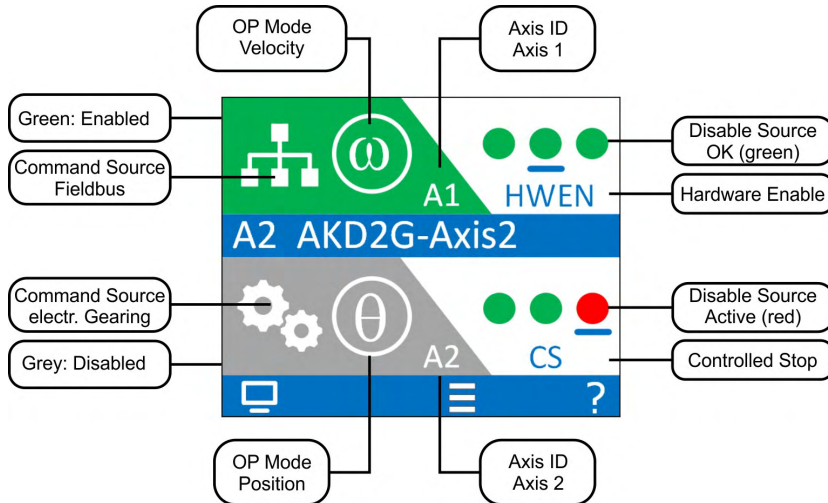 OP Mode
Velocity
Axis ID
Axis 1
Green: Enabled
Command Source
Fieldbus
ω
A1
HWEN
Disable Source
OK (green)
Hardware Enable
A2 AKD2G-Axis2
Command Source
electr. Gearing
Grey: Disabled
θ
A2
CS
Disable Source
Active (red)
Controlled Stop
?
OP Mode
Position
Axis ID
Axis 2